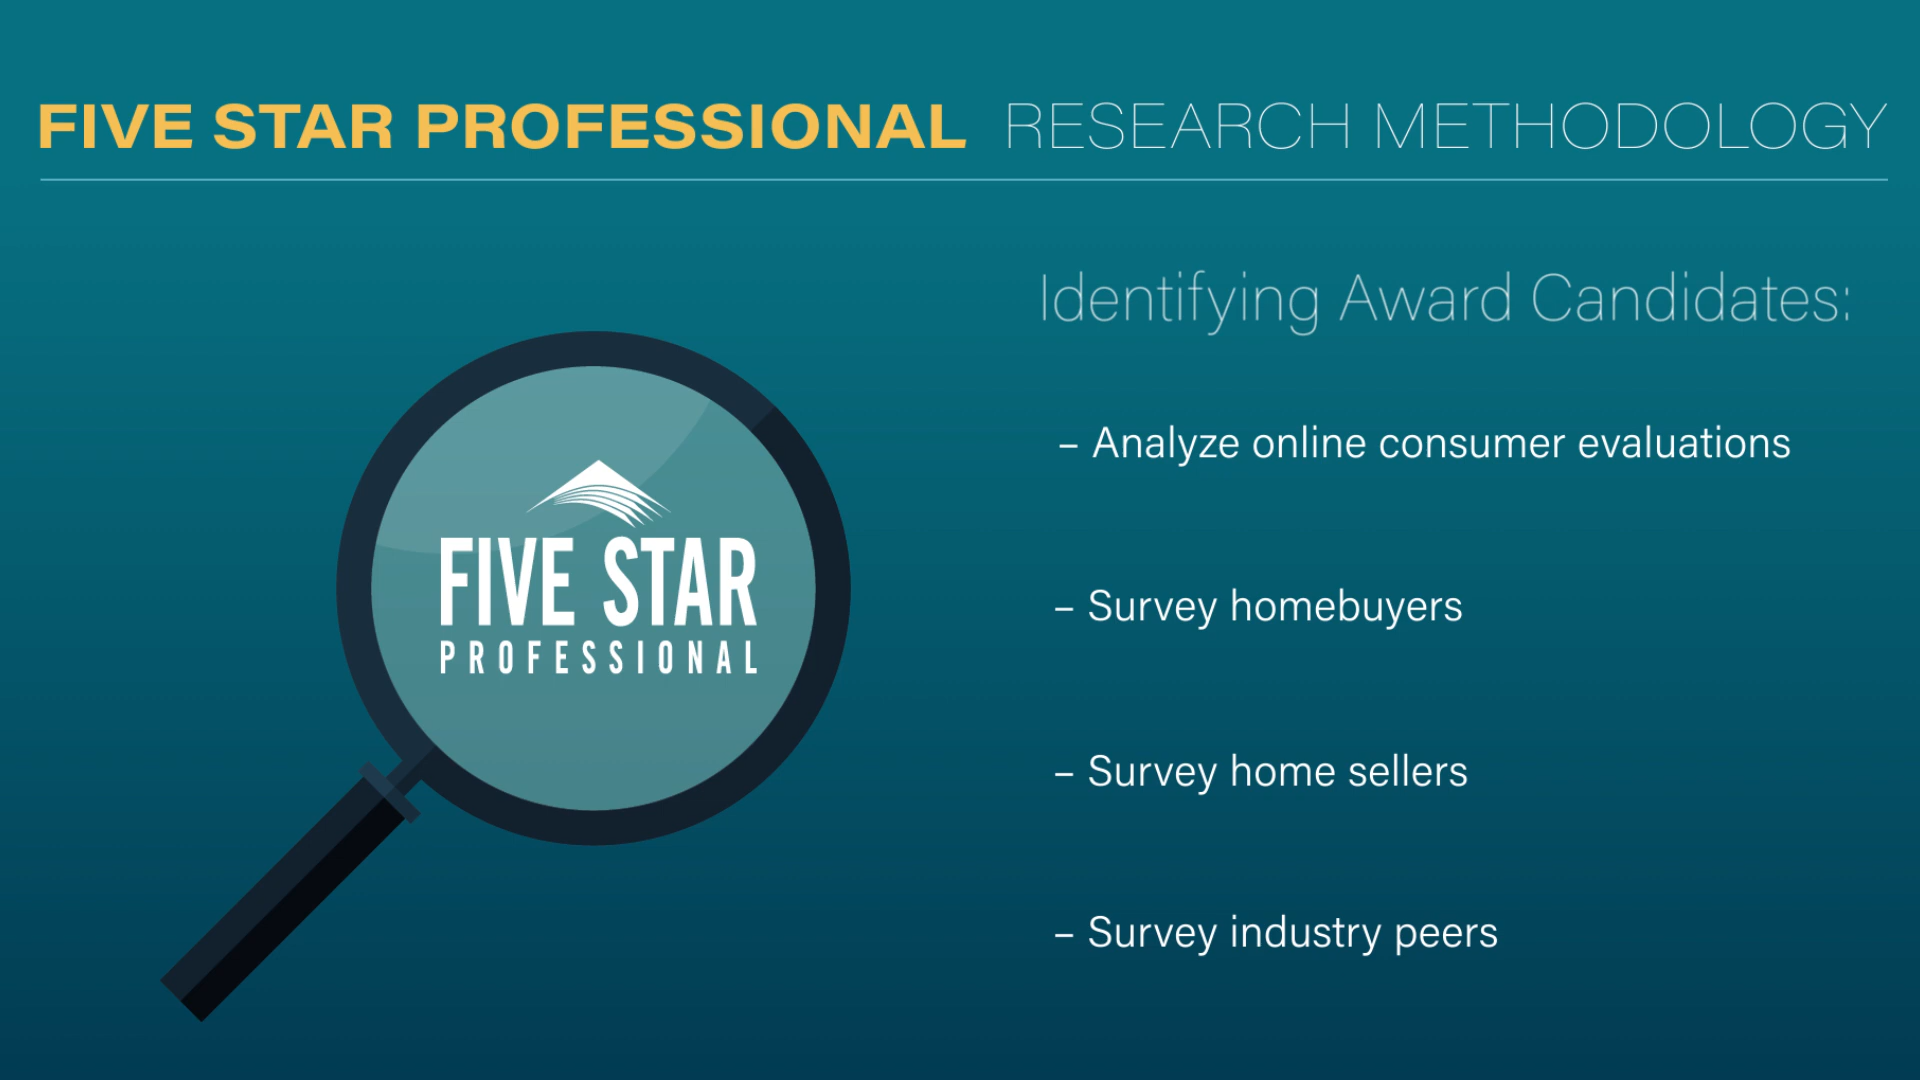 FIVE STAR PROFESSIONAL RESEARCH METHODOLOGY
Identifying Award Candidates:
– Analyze online consumer evaluations
– Survey homebuyers
– Survey home sellers
– Survey industry peers
FIVE STAR
PROFESSIONAL